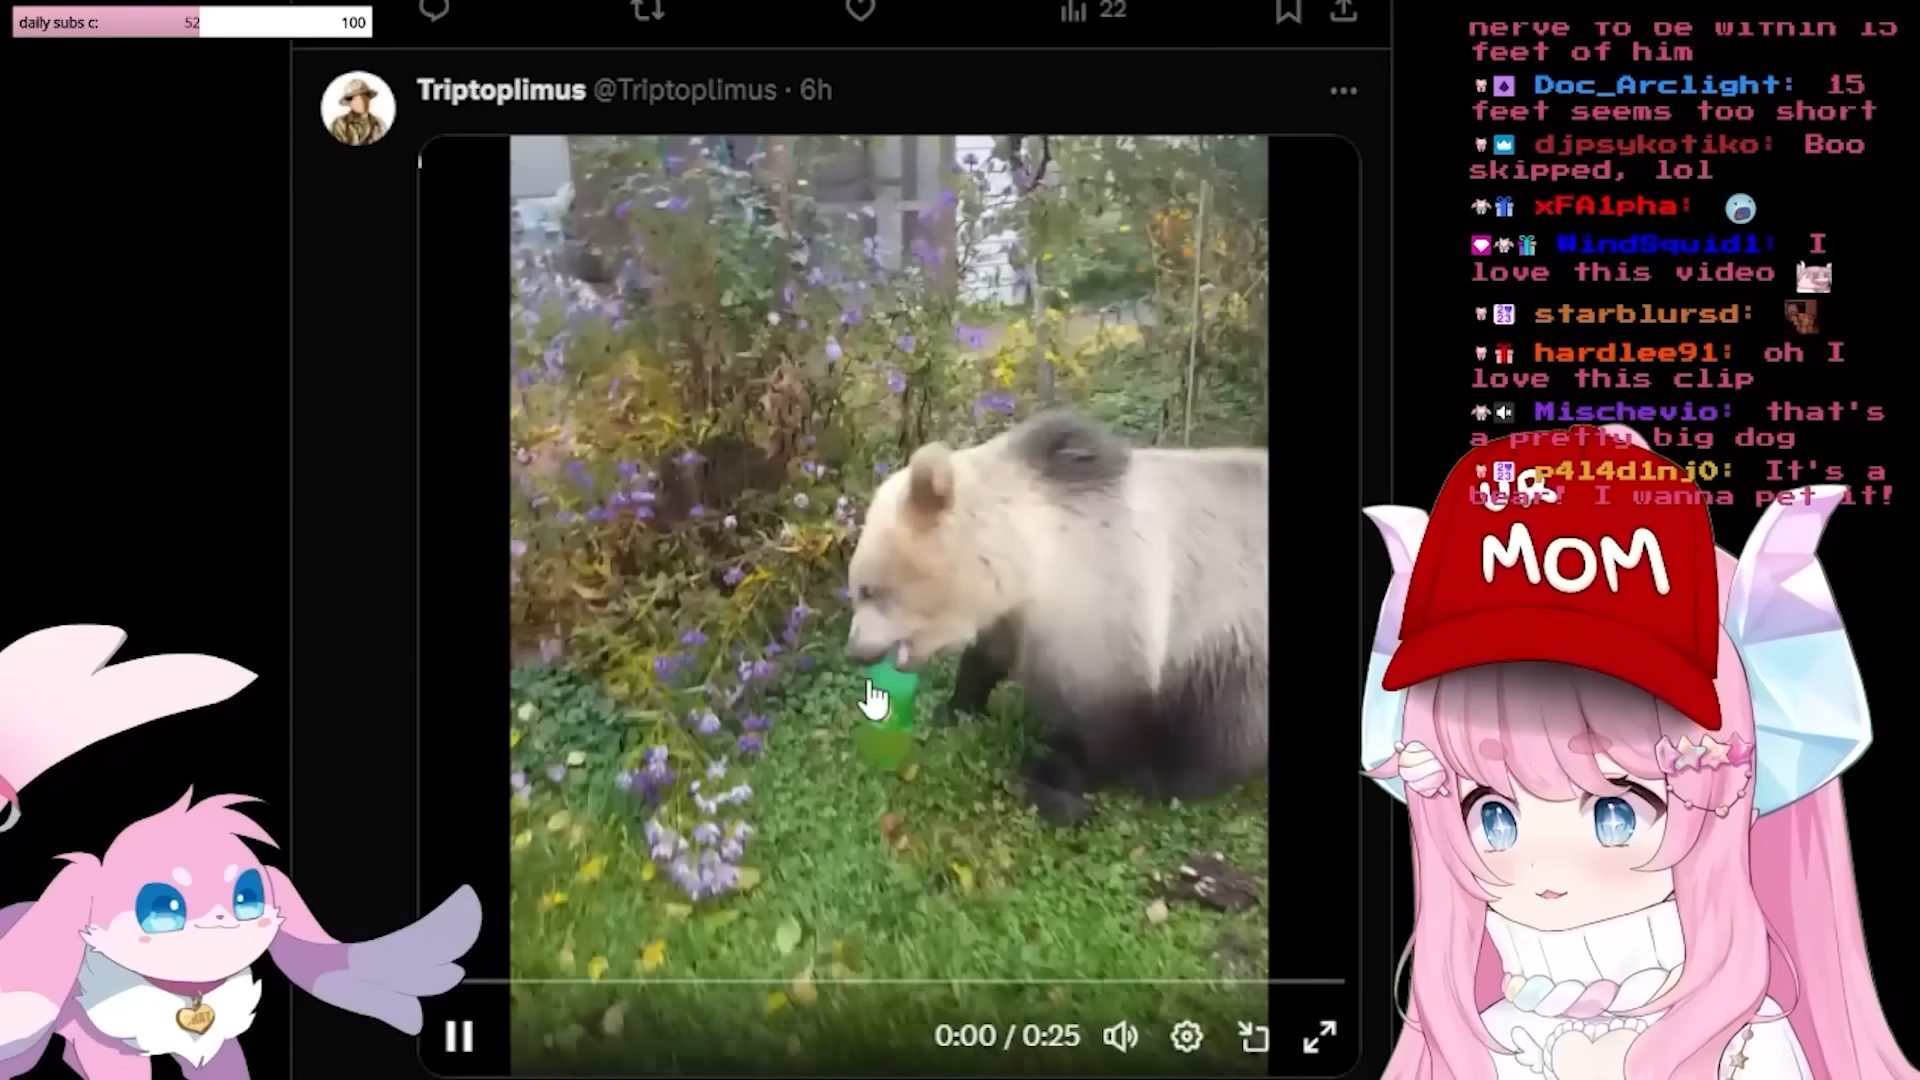 daily subs c: 52 100
22
Triptoplimus @Triptoplimus · 6h
nerve to be within 15
feet of him
Doc_Arclight: 15
feet seems too short
djpsykotiko: Boo
skipped, lol
xFA1pha:
WindSquidl: I
love this video
starblursd:
hardlee91: oh I
love this clip
Mischevio: that's
a pretty big dog
p4l4d1nj0: It's a
bear! I wanna pet it!
MOM
0:00 / 0:25